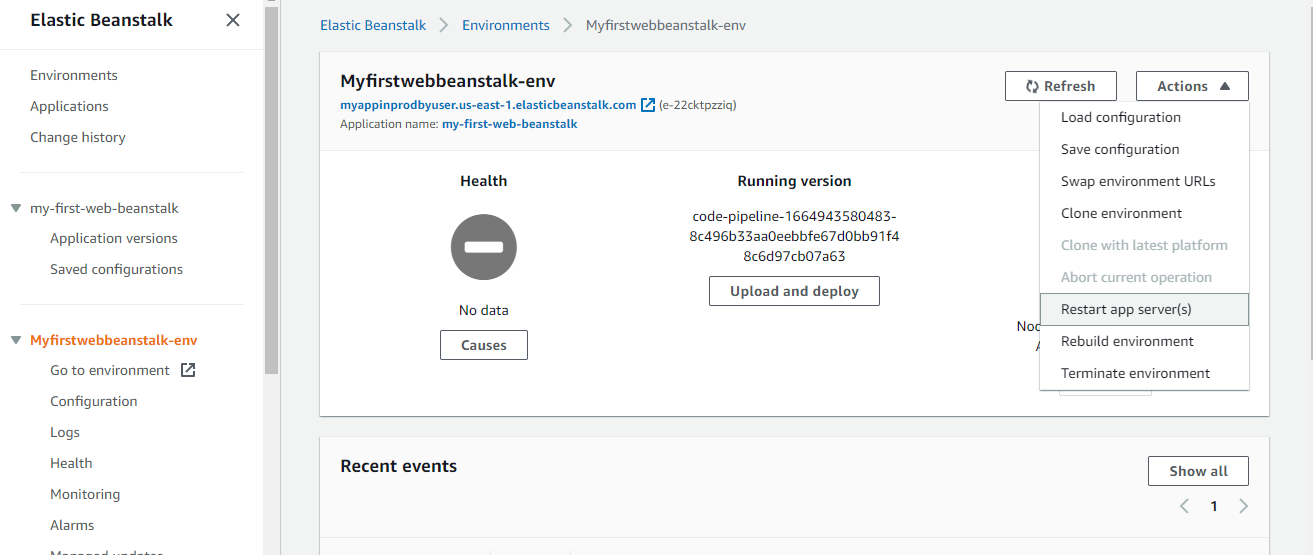 Elastic Beanstalk
Environments
Applications
Change history
my-first-web-beanstalk
Application versions
Saved configurations
Myfirstwebbeanstalk-env
Go to environment
Configuration
Logs
Health
Monitoring
Alarms
Managed updates
Elastic Beanstalk
Environments
Myfirstwebbeanstalk-env
Myfirstwebbeanstalk-env
myappinprodbyuser.us-east-1.elasticbeanstalk.com (e-22cktpzziq)
Application name: my-first-web-beanstalk
Refresh
Actions
Load configuration
Save configuration
Swap environment URLs
Clone environment
Clone with latest platform
Abort current operation
Restart app server(s)
Rebuild environment
Terminate environment
Health
No data
Causes
Running version
code-pipeline-1664943580483-
8c496b33aa0eebbfe67d0bb91f4
8c6d97cb07a63
Upload and deploy
Recent events
Show all
1